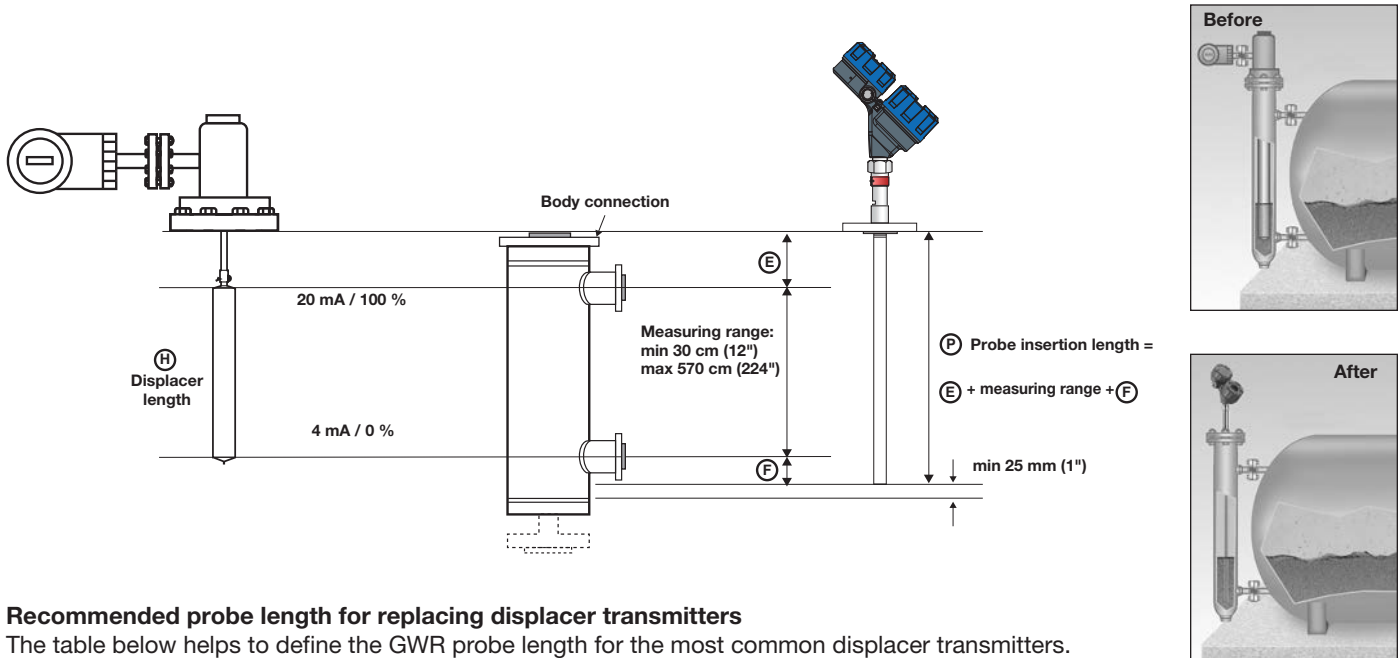 Before
Body connection
E
20 mA / 100 %
Measuring range:
min 30 cm (12")
max 570 cm (224")
H
Displacer
length
P Probe insertion length =
E + measuring range + F
After
4 mA / 0 %
F
min 25 mm (1")
Recommended probe length for replacing displacer transmitters
The table below helps to define the GWR probe length for the most common displacer transmitters.